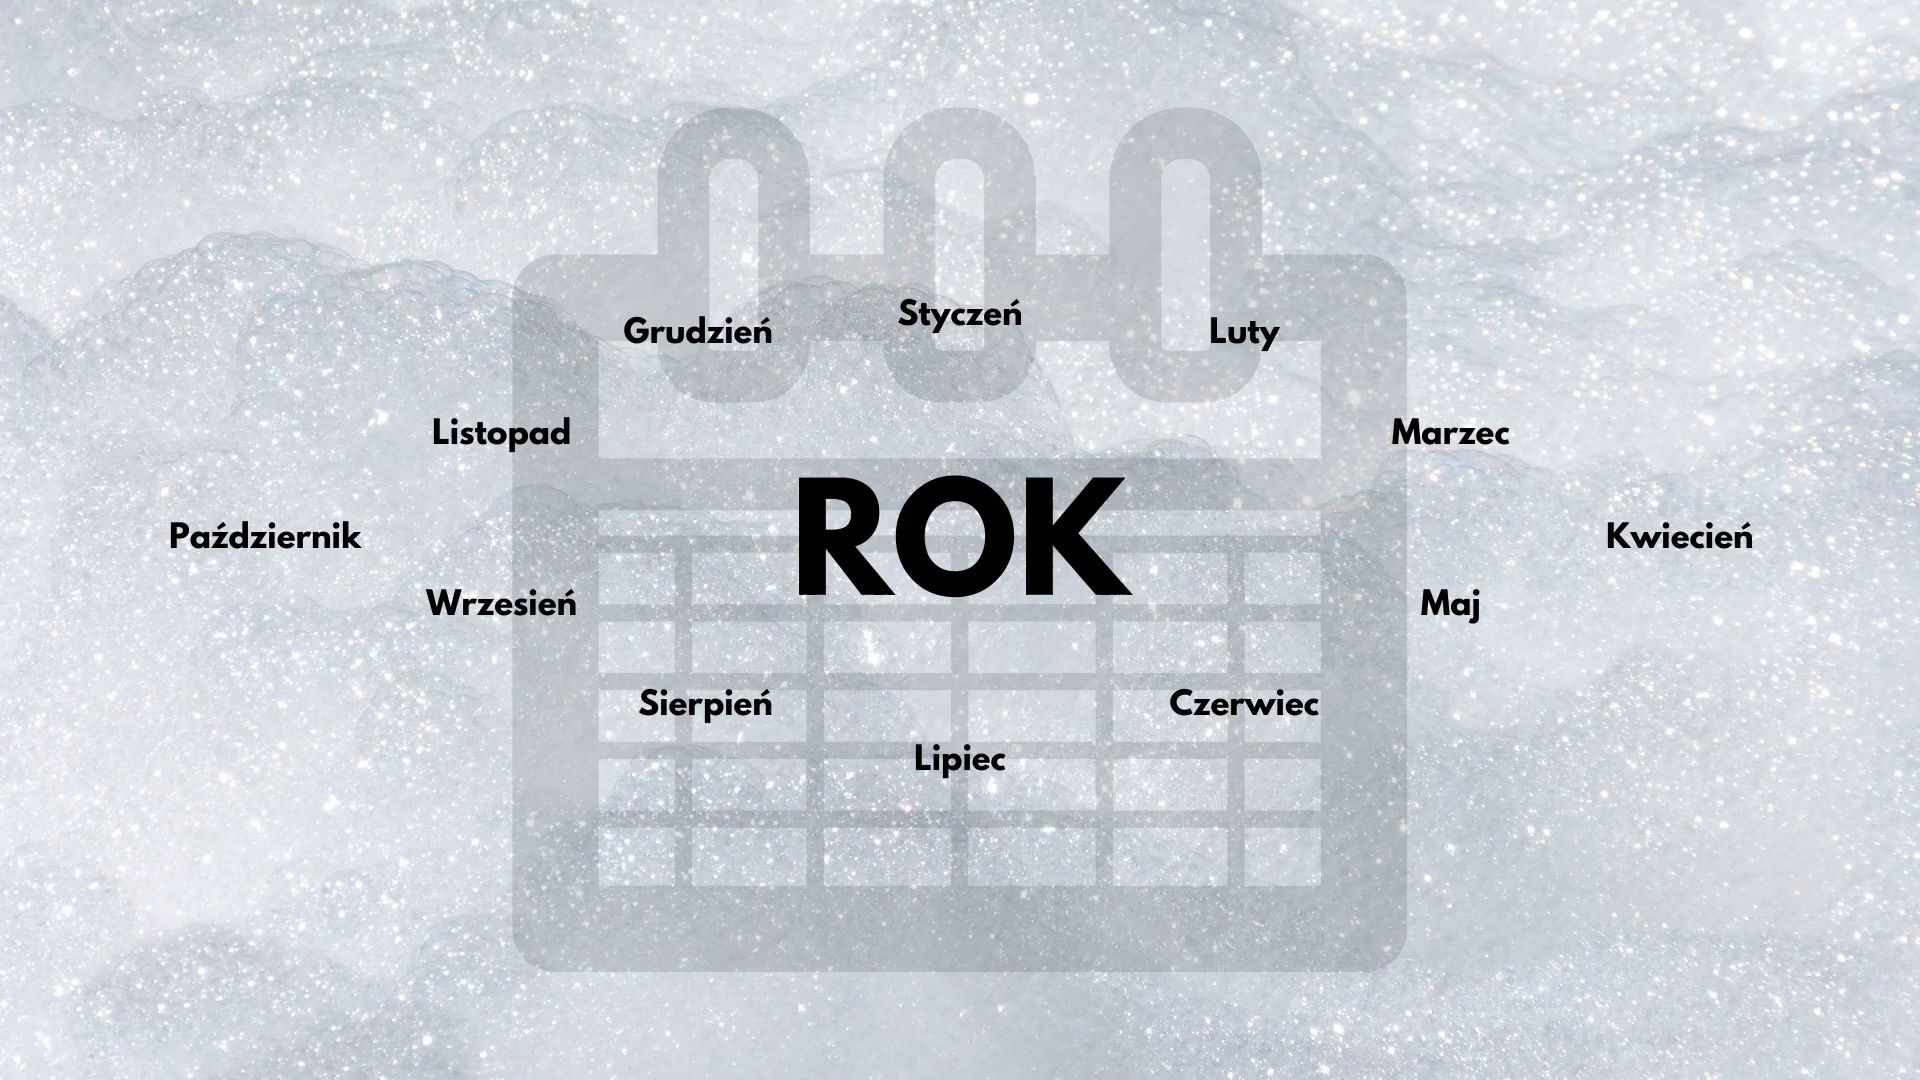 Styczeń
Grudzień
Luty
Listopad
Marzec
ROK
Październik
Kwiecień
Wrzesień
Maj
Sierpień
Czerwiec
Lipiec